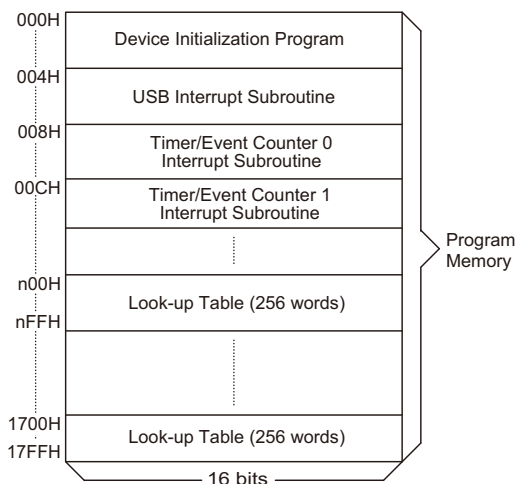 000H
Device Initialization Program
004H
USB Interrupt Subroutine
008H
Timer/Event Counter 0
Interrupt Subroutine
00CH
Timer/Event Counter 1
Interrupt Subroutine
Program
Memory
n00H
Look-up Table (256 words)
nFFH
1700H
Look-up Table (256 words)
17FFH
16 bits